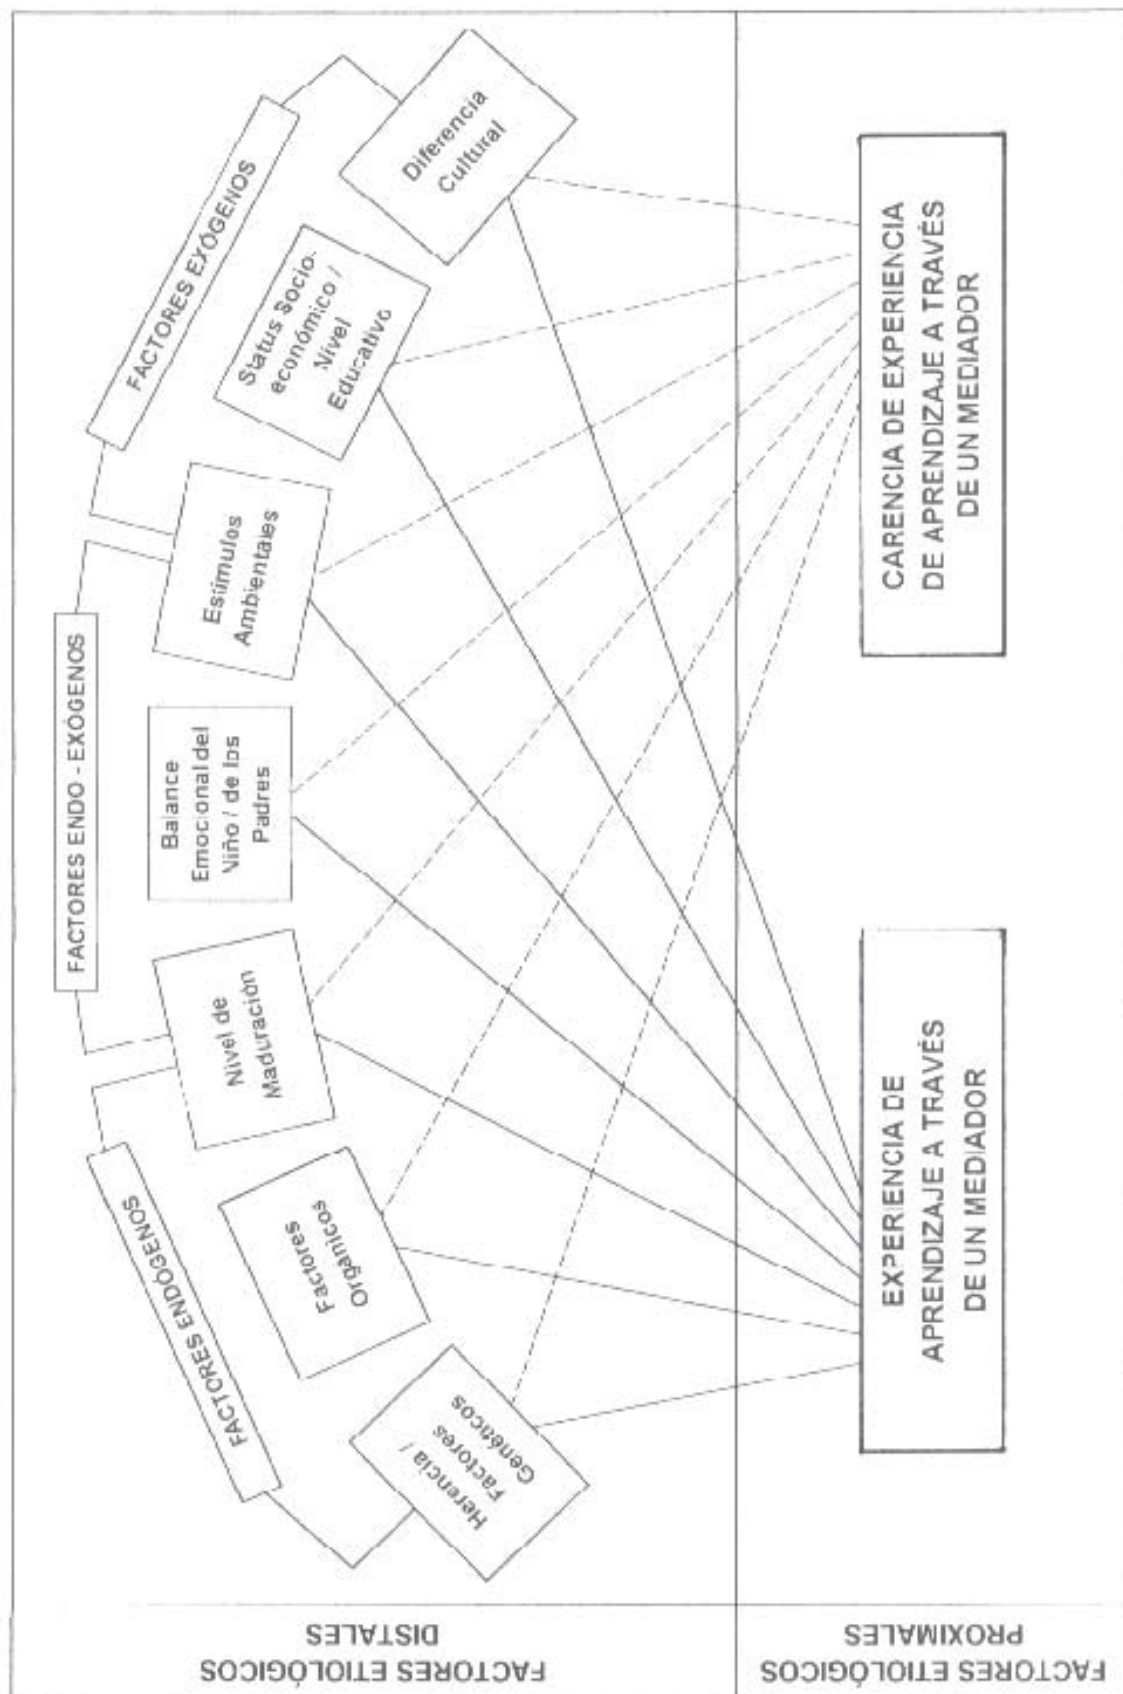 FACTORES ETIOLÓGICOS
DISTALES
FACTORES ENDÓGENOS
FACTORES ENDO - EXÓGENOS
FACTORES EXÓGENOS
Herencia /
Factores
Genéticos
Factores
Orgánicos
Nivel de
Maduración
Balance
Emocional del
Niño / de los
Padres
Estímulos
Ambientales
Status Socio-
económico /
Nivel
Educativo
Diferencia
Cultural
FACTORES ETIOLÓGICOS
PROXIMALES
EXPERIENCIA DE
APRENDIZAJE A TRAVÉS
DE UN MEDIADOR
CARENCIA DE EXPERIENCIA
DE APRENDIZAJE A TRAVÉS
DE UN MEDIADOR